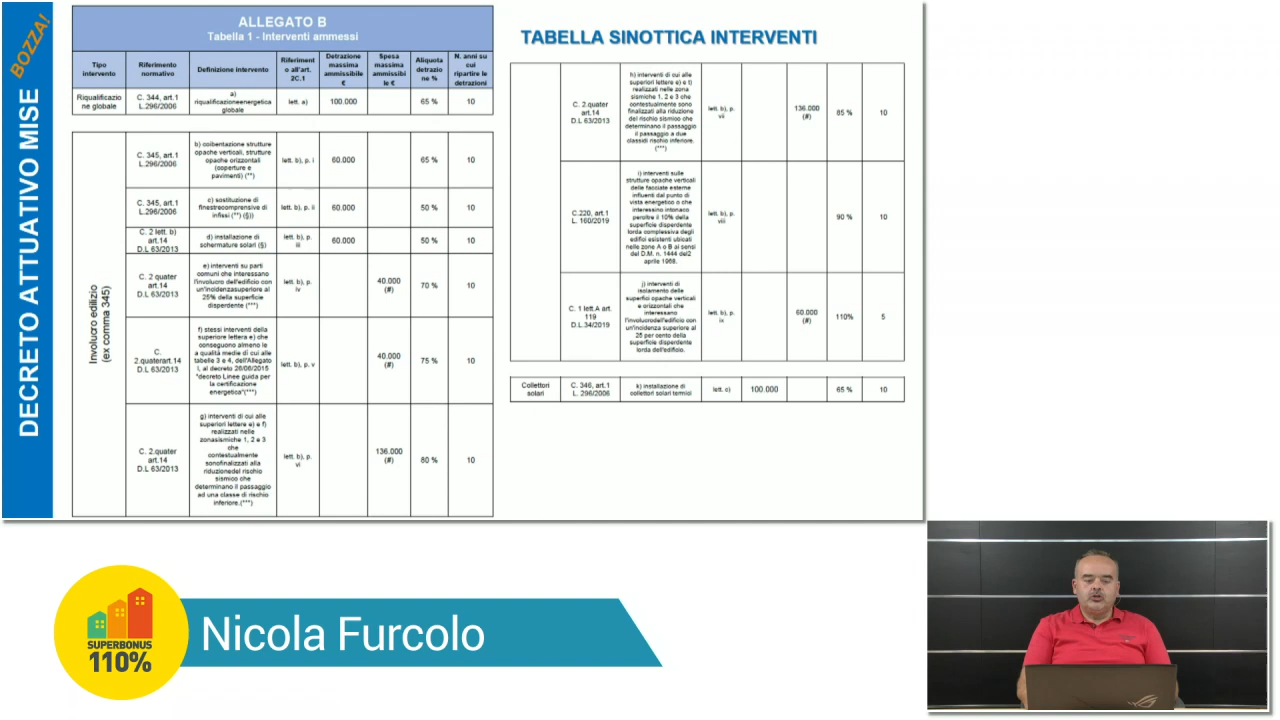 DECRETO ATTUATIVO MISE
BOZZA!
ALLEGATO B
Tabella 1 - Interventi ammessi
Tipo intervento
Riferimento normativo
Definizione intervento
Riferiment o all'art. 2C.1
Detrazione massima ammissibile €
Spesa massima ammissibi le €
Aliquota detrazio ne %
N. anni su cui ripartire le detrazioni
Riqualificazio ne globale
C. 344, art.1 L.296/2006
a) riqualificazioneenergetica globale
lett. a)
100.000
65 %
10
Involucro edilizio
(ex comma 345)
C. 345, art.1 L.296/2006
b) coibentazione strutture opache verticali, strutture opache orizzontali (coperture e pavimenti) (**)
lett. b), p. i
60.000
65 %
10
C. 345, art.1 L.296/2006
c) sostituzione di finestrecomprensive di infissi (**) (§))
lett. b), p. ii
60.000
50 %
10
C. 2 lett. b) art.14 D.L 63/2013
d) installazione di schermature solari (§)
lett. b), p. iii
60.000
50 %
10
C. 2 quater art.14 D.L 63/2013
e) interventi su parti comuni che interessano l'involucro dell'edificio con un'incidenzasuperiore al 25% della superficie disperdente (***)
lett. b), p. iv
40.000 (#)
70 %
10
C. 2.quaterart.14 D.L 63/2013
f) stessi interventi della superiore lettera e) che conseguono almeno le a qualità medie di cui alle tabelle 3 e 4, dell'Allegato I, al decreto 26/06/2015 "decreto Linee guida per la certificazione energetica"(***)
lett. b), p. v
40.000 (#)
75 %
10
C. 2.quater art.14 D.L 63/2013
g) interventi di cui alle superiori lettere e) e f) realizzati nelle zonasismiche 1, 2 e 3 che contestualmente sonofinalizzati alla riduzionedel rischio sismico che determinano il passaggio ad una classe di rischio inferiore.(***)
lett. b), p. vi
136.000 (#)
80 %
10
TABELLA SINOTTICA INTERVENTI
C. 2.quater art.14 D.L 63/2013
h) interventi di cui alle superiori lettere e) e f) realizzati nelle zona sismiche 1, 2 e 3 che contestualmente sono finalizzati alla riduzione del rischio sismico che determinano il passaggio il passaggio a due classidi rischio inferiore. (***)
lett. b), p. vii
136.000 (#)
85 %
10
C.220, art.1 L. 160/2019
i) interventi sulle strutture opache verticali delle facciate esterne influenti dal punto di vista energetico o che interessino intonaco peroltre il 10% della superficie disperdente lorda complessiva degli edifici esistenti ubicati nelle zone A o B ai sensi del D.M. n. 1444 del2 aprile 1968.
lett. b), p. viii
90 %
10
C. 1 lett.A art. 119 D.L.34/2019
j) interventi di isolamento delle superfici opache verticali e orizzontali che interessano l'involucrodell'edificio con un'incidenza superiore al 25 per cento della superficie disperdente lorda dell'edificio.
lett. b), p. ix
60.000 (#)
110%
5
Collettori solari
C. 346, art.1 L. 296/2006
k) installazione di collettori solari termici
lett. c)
100.000
65 %
10
SUPERBONUS
110%
Nicola Furcolo